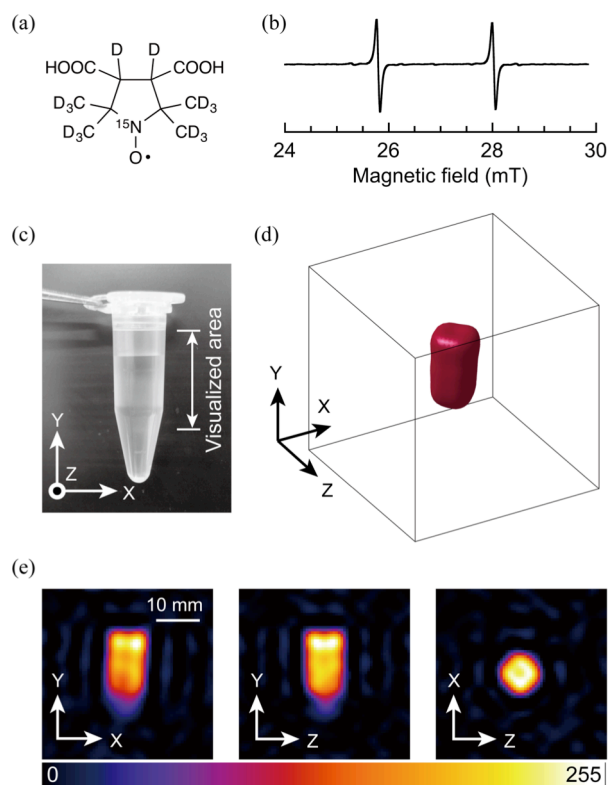 (a)
D D
HOOC COOH
D₃C CD₃
D₃C ¹⁵N CD₃
O•
(b)
24 26 28 30
Magnetic field (mT)
(c)
Visualized area
Y
Z
X
(d)
Y
X
Z
(e)
10 mm
Y
X
Y
Z
X
Z
0 255